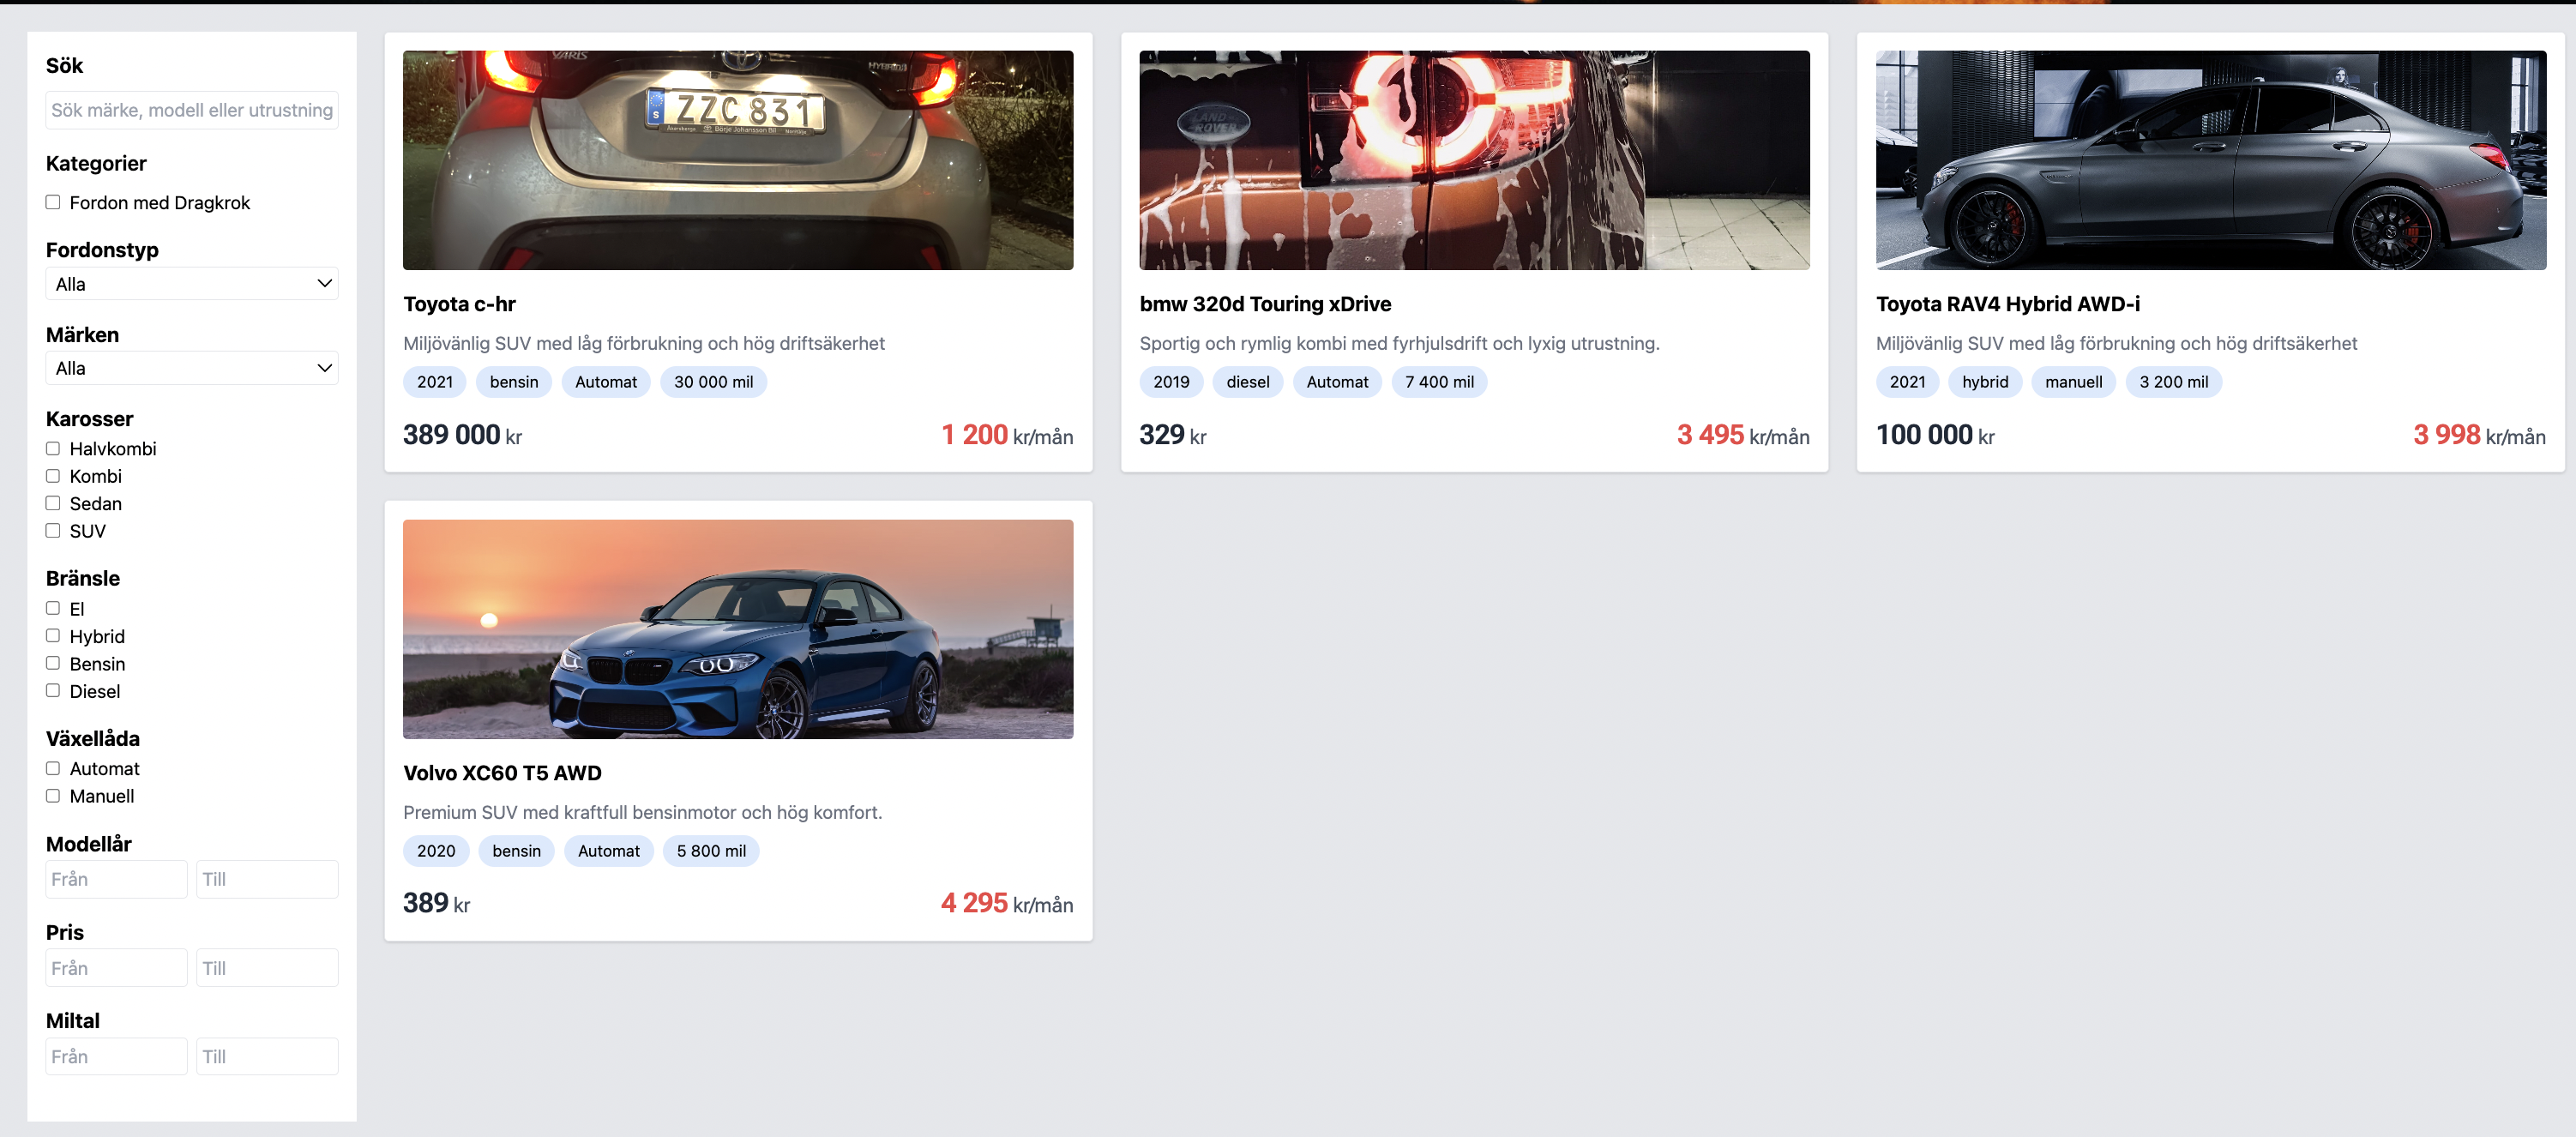 Sök
Sök märke, modell eller utrustning
Kategorier
Fordon med Dragkrok
Fordonstyp
Alla
Märken
Alla
Karosser
Halvkombi
Kombi
Sedan
SUV
Bränsle
El
Hybrid
Bensin
Diesel
Växellåda
Automat
Manuell
Modellår
Från Till
Pris
Från Till
Miltal
Från Till
YARIS HYBRID
S ZZC 831
Åkersberga Börje Johansson Bil Norrtälje
Toyota c-hr
Miljövänlig SUV med låg förbrukning och hög driftsäkerhet
2021 bensin Automat 30 000 mil
389 000 kr 1 200 kr/mån
LAND ROVER
bmw 320d Touring xDrive
Sportig och rymlig kombi med fyrhjulsdrift och lyxig utrustning.
2019 diesel Automat 7 400 mil
329 kr 3 495 kr/mån
Toyota RAV4 Hybrid AWD-i
Miljövänlig SUV med låg förbrukning och hög driftsäkerhet
2021 hybrid manuell 3 200 mil
100 000 kr 3 998 kr/mån
Volvo XC60 T5 AWD
Premium SUV med kraftfull bensinmotor och hög komfort.
2020 bensin Automat 5 800 mil
389 kr 4 295 kr/mån